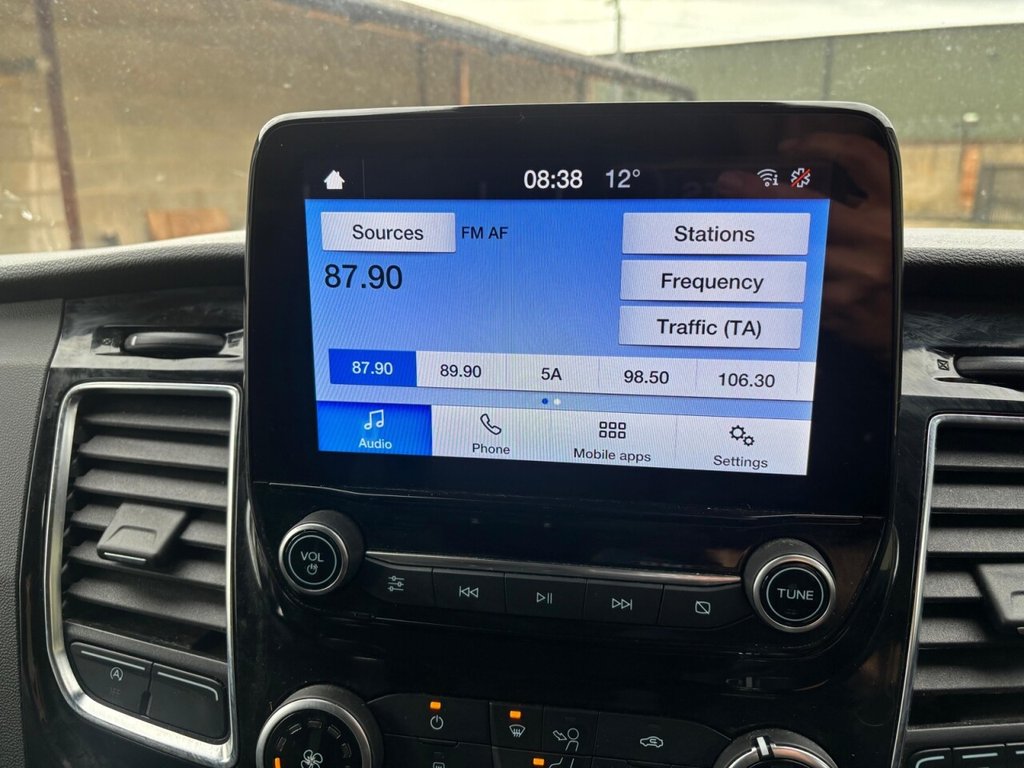 08:38 12°
Sources FM AF Stations
87.90
Frequency
Traffic (TA)
87.90 89.90 5A 98.50 106.30
Audio Phone Mobile apps Settings
VOL
TUNE
A
OFF